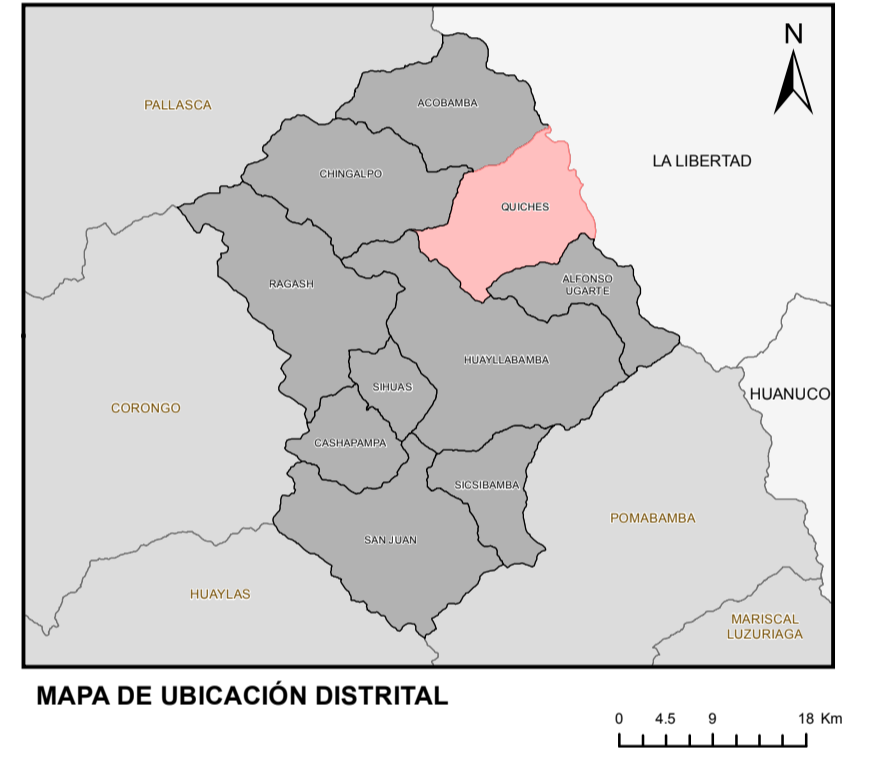 N
PALLASCA
ACOBAMBA
LA LIBERTAD
CHINGALPO
QUICHES
RAGASH
ALFONSO
UGARTE
HUAYLLABAMBA
SIHUAS
HUANUCO
CORONGO
CASHAPAMPA
SICSIBAMBA
POMABAMBA
SAN JUAN
HUAYLAS
MARISCAL
LUZURIAGA
MAPA DE UBICACIÓN DISTRITAL
0 4.5 9 18 Km